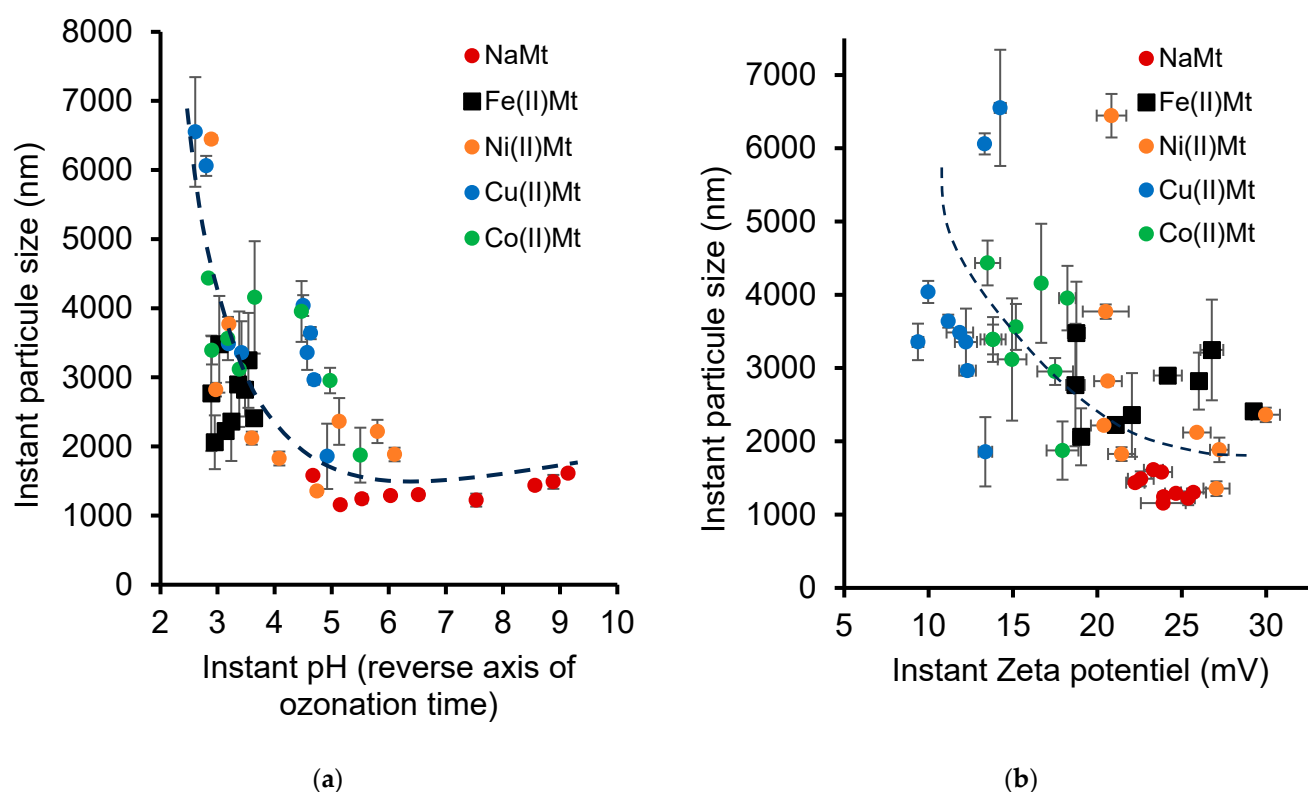 8000
7000
6000
5000
4000
3000
2000
1000
0
2 3 4 5 6 7 8 9 10
Instant particule size (nm)
Instant pH (reverse axis of
ozonation time)
NaMt
Fe(II)Mt
Ni(II)Mt
Cu(II)Mt
Co(II)Mt
(a)
7000
6000
5000
4000
3000
2000
1000
0
5 10 15 20 25 30
Instant particule size (nm)
Instant Zeta potentiel (mV)
NaMt
Fe(II)Mt
Ni(II)Mt
Cu(II)Mt
Co(II)Mt
(b)